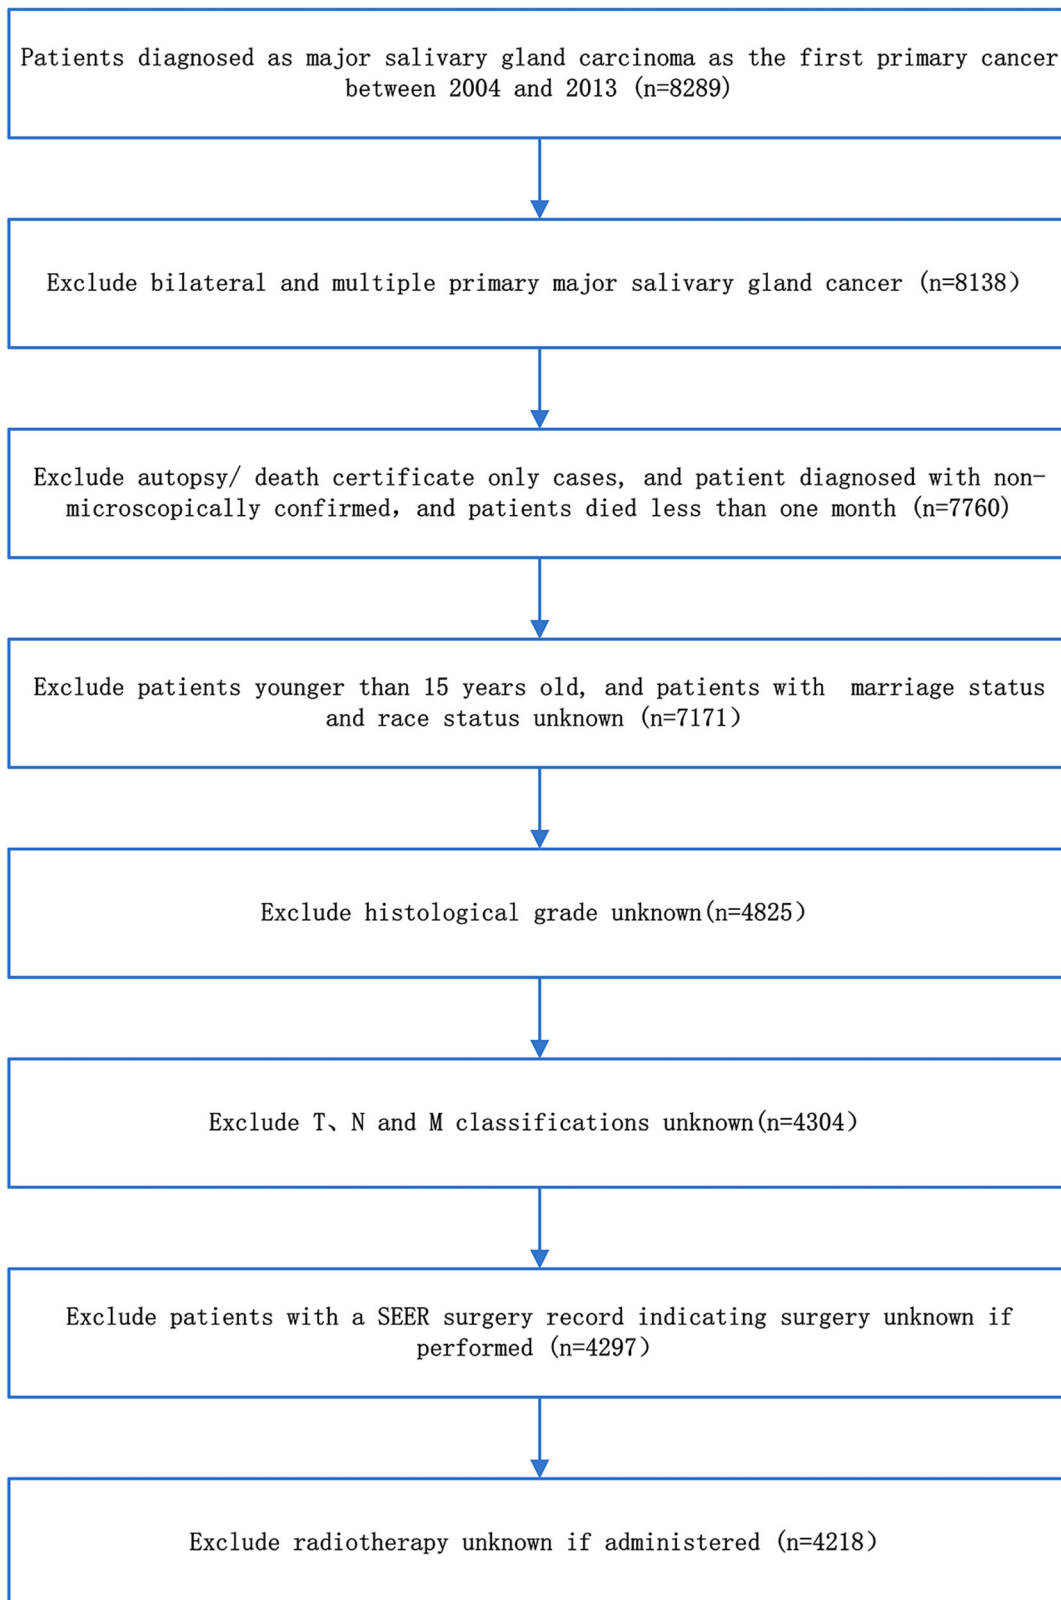 Patients diagnosed as major salivary gland carcinoma as the first primary cancer
between 2004 and 2013 (n=8289)
Exclude bilateral and multiple primary major salivary gland cancer (n=8138)
Exclude autopsy/ death certificate only cases, and patient diagnosed with non-
microscopically confirmed, and patients died less than one month (n=7760)
Exclude patients younger than 15 years old, and patients with  marriage status
and race status unknown (n=7171)
Exclude histological grade unknown(n=4825)
Exclude T、N and M classifications unknown(n=4304)
Exclude patients with a SEER surgery record indicating surgery unknown if
performed (n=4297)
Exclude radiotherapy unknown if administered (n=4218)